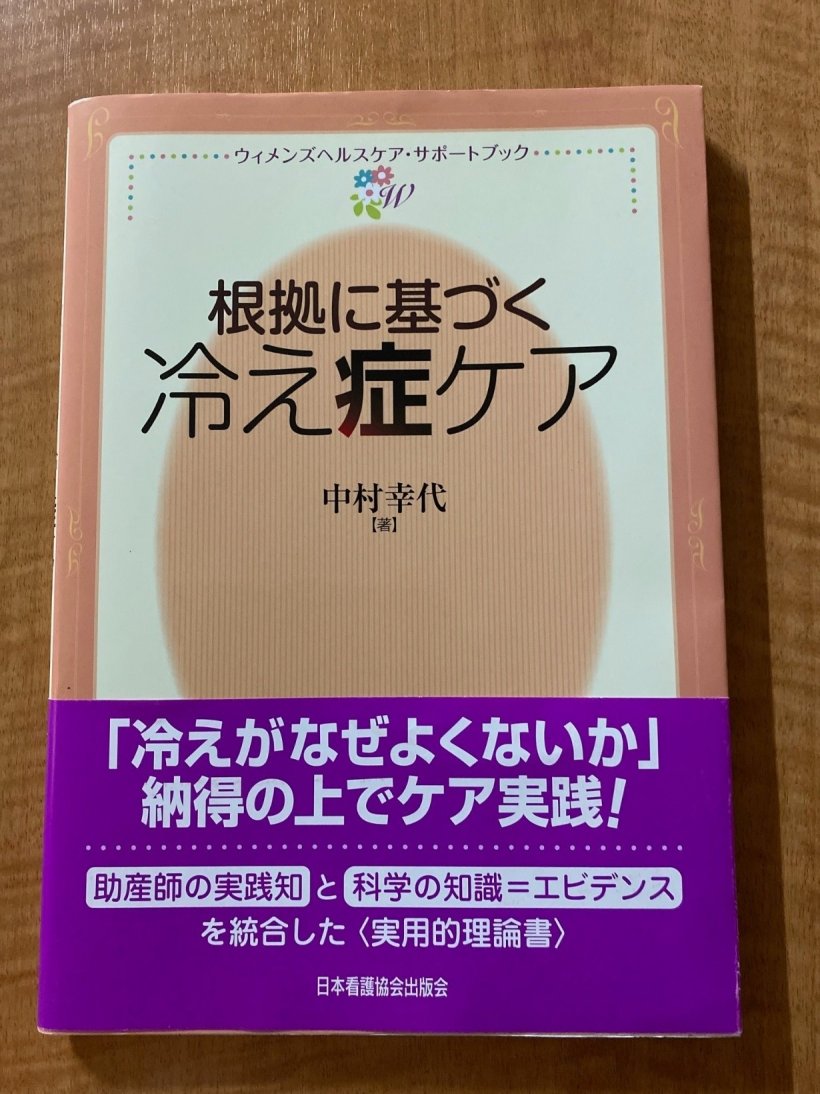 ウィメンズヘルスケア・サポートブック
W
根拠に基づく
冷え症ケア
中村幸代
【著】
「冷えがなぜよくないか」
納得の上でケア実践!
助産師の実践知と科学の知識=エビデンス
を統合した〈実用的理論書〉
日本看護協会出版会